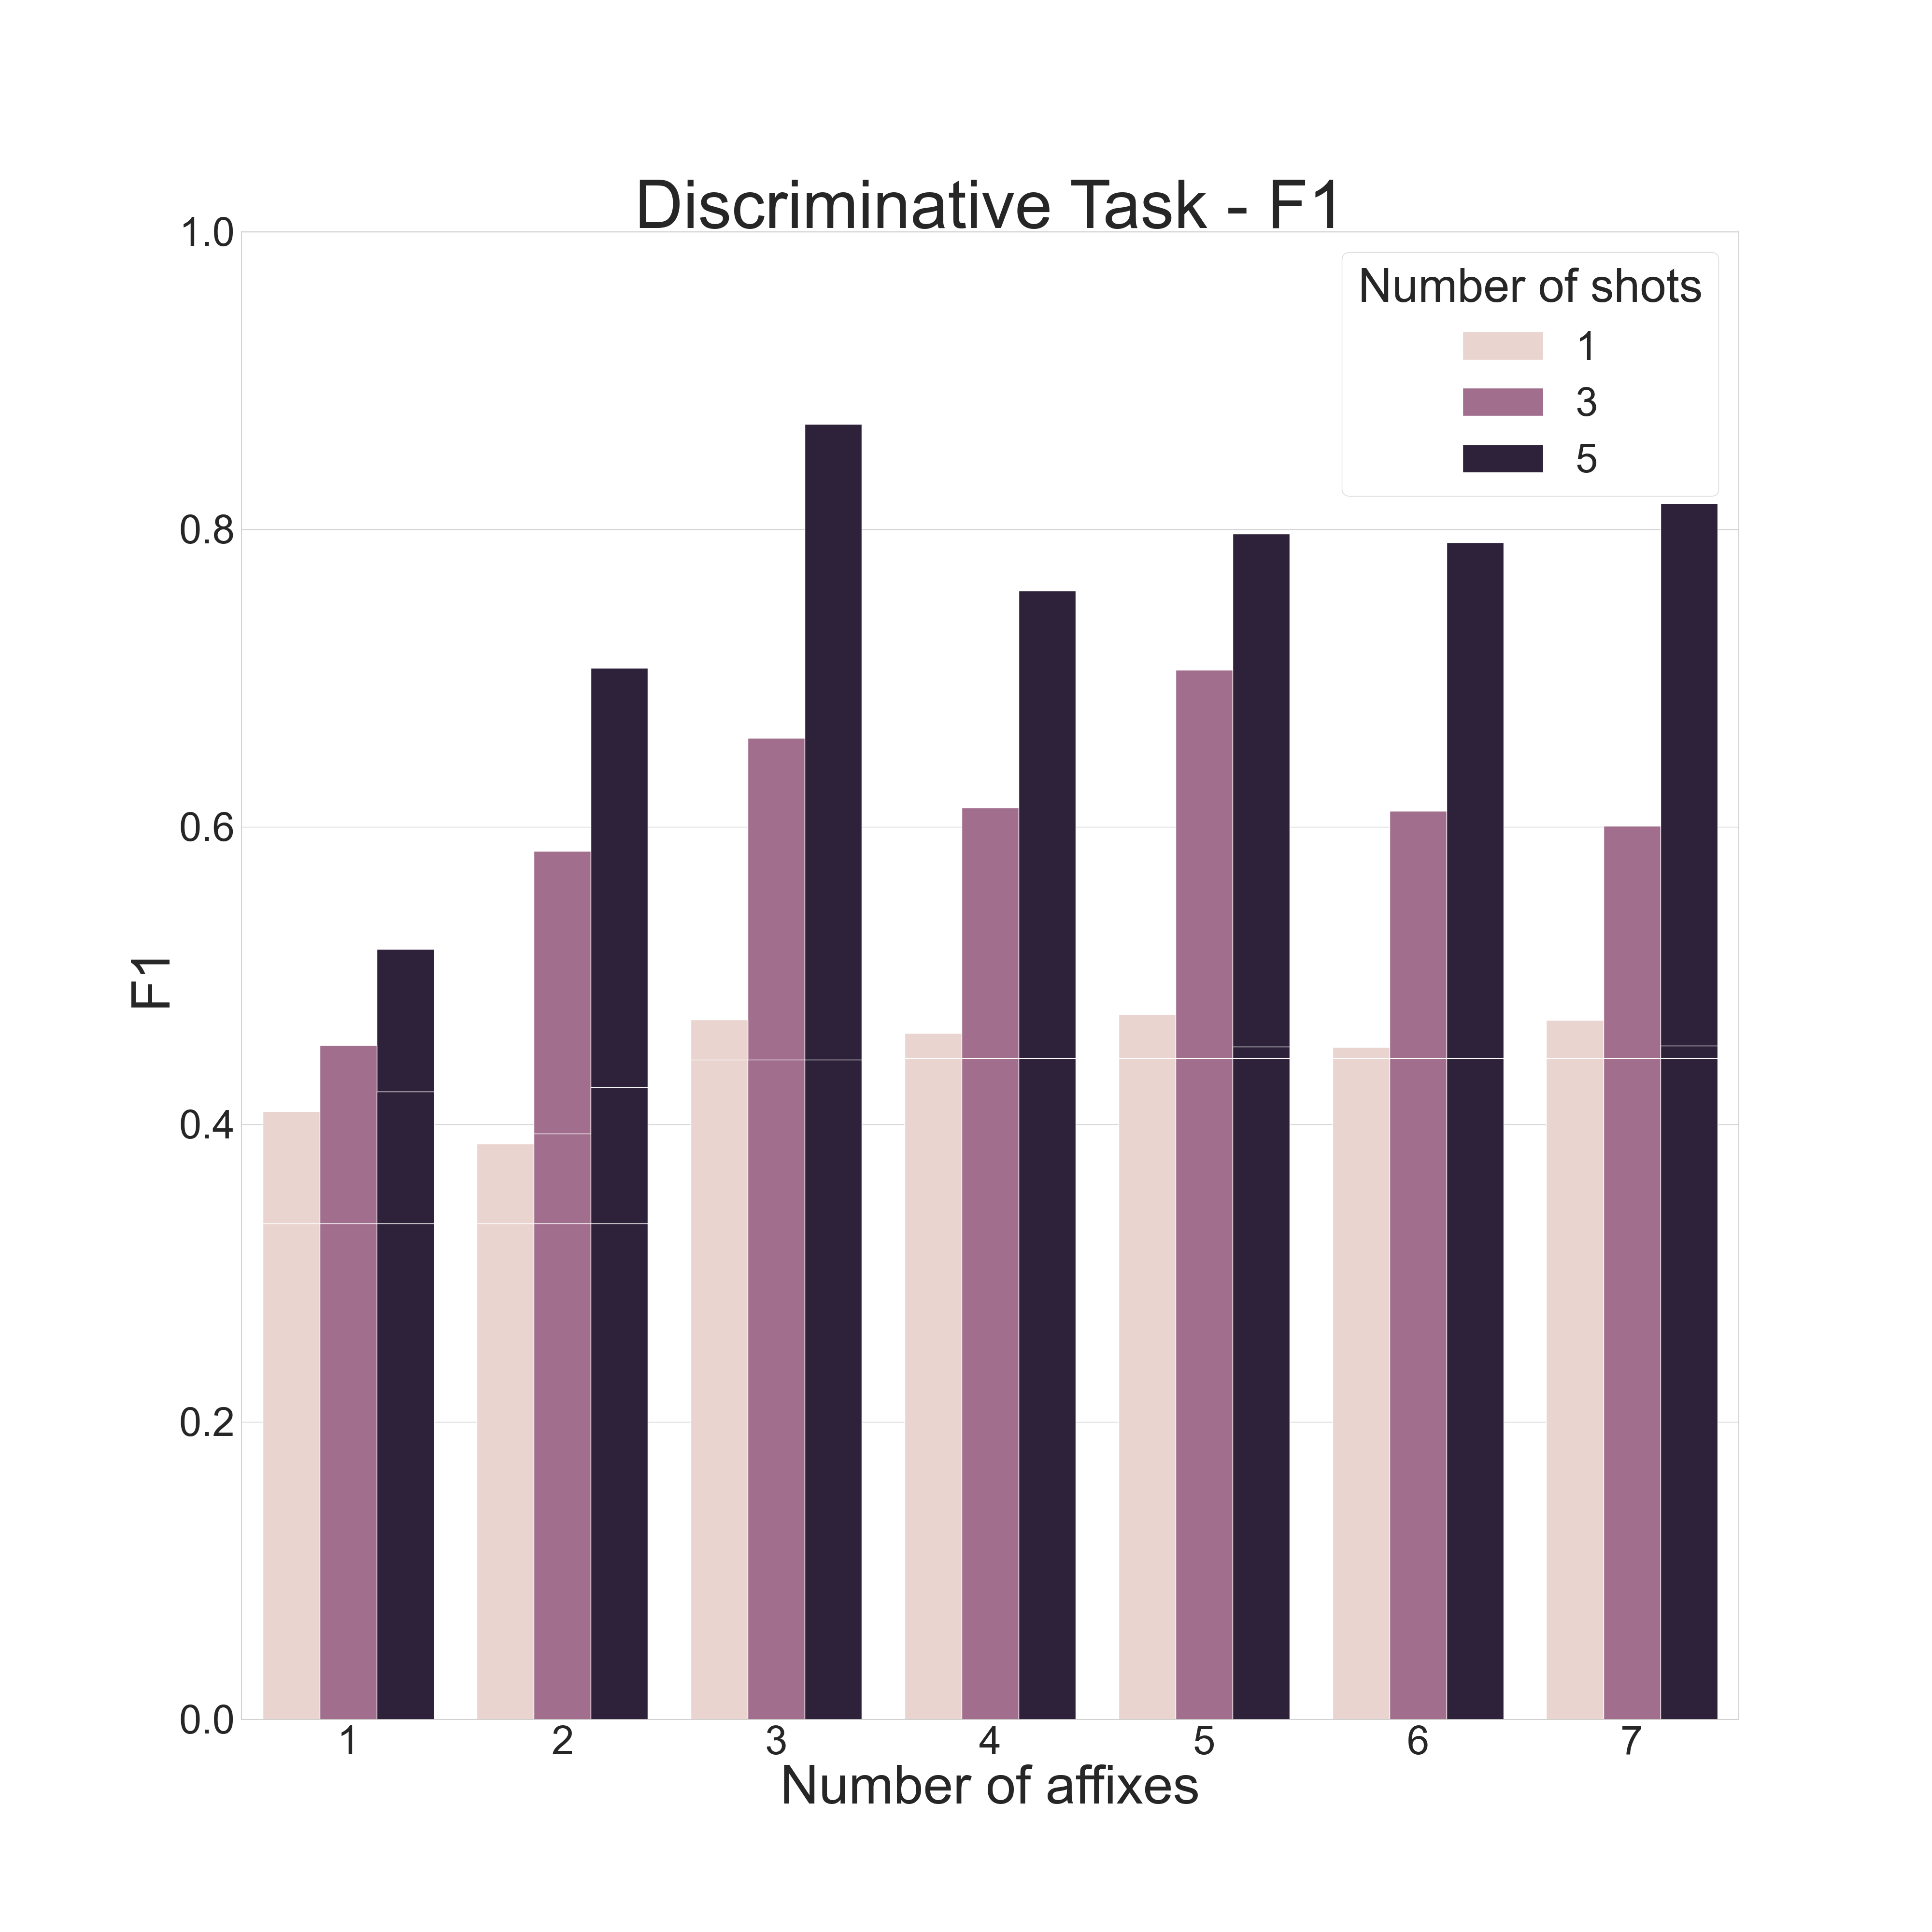 Discriminative Task - F1
1.0
0.8
0.6
0.4
0.2
0.0
F1
Number of shots
1
3
5
1 2 3 4 5 6 7
Number of affixes